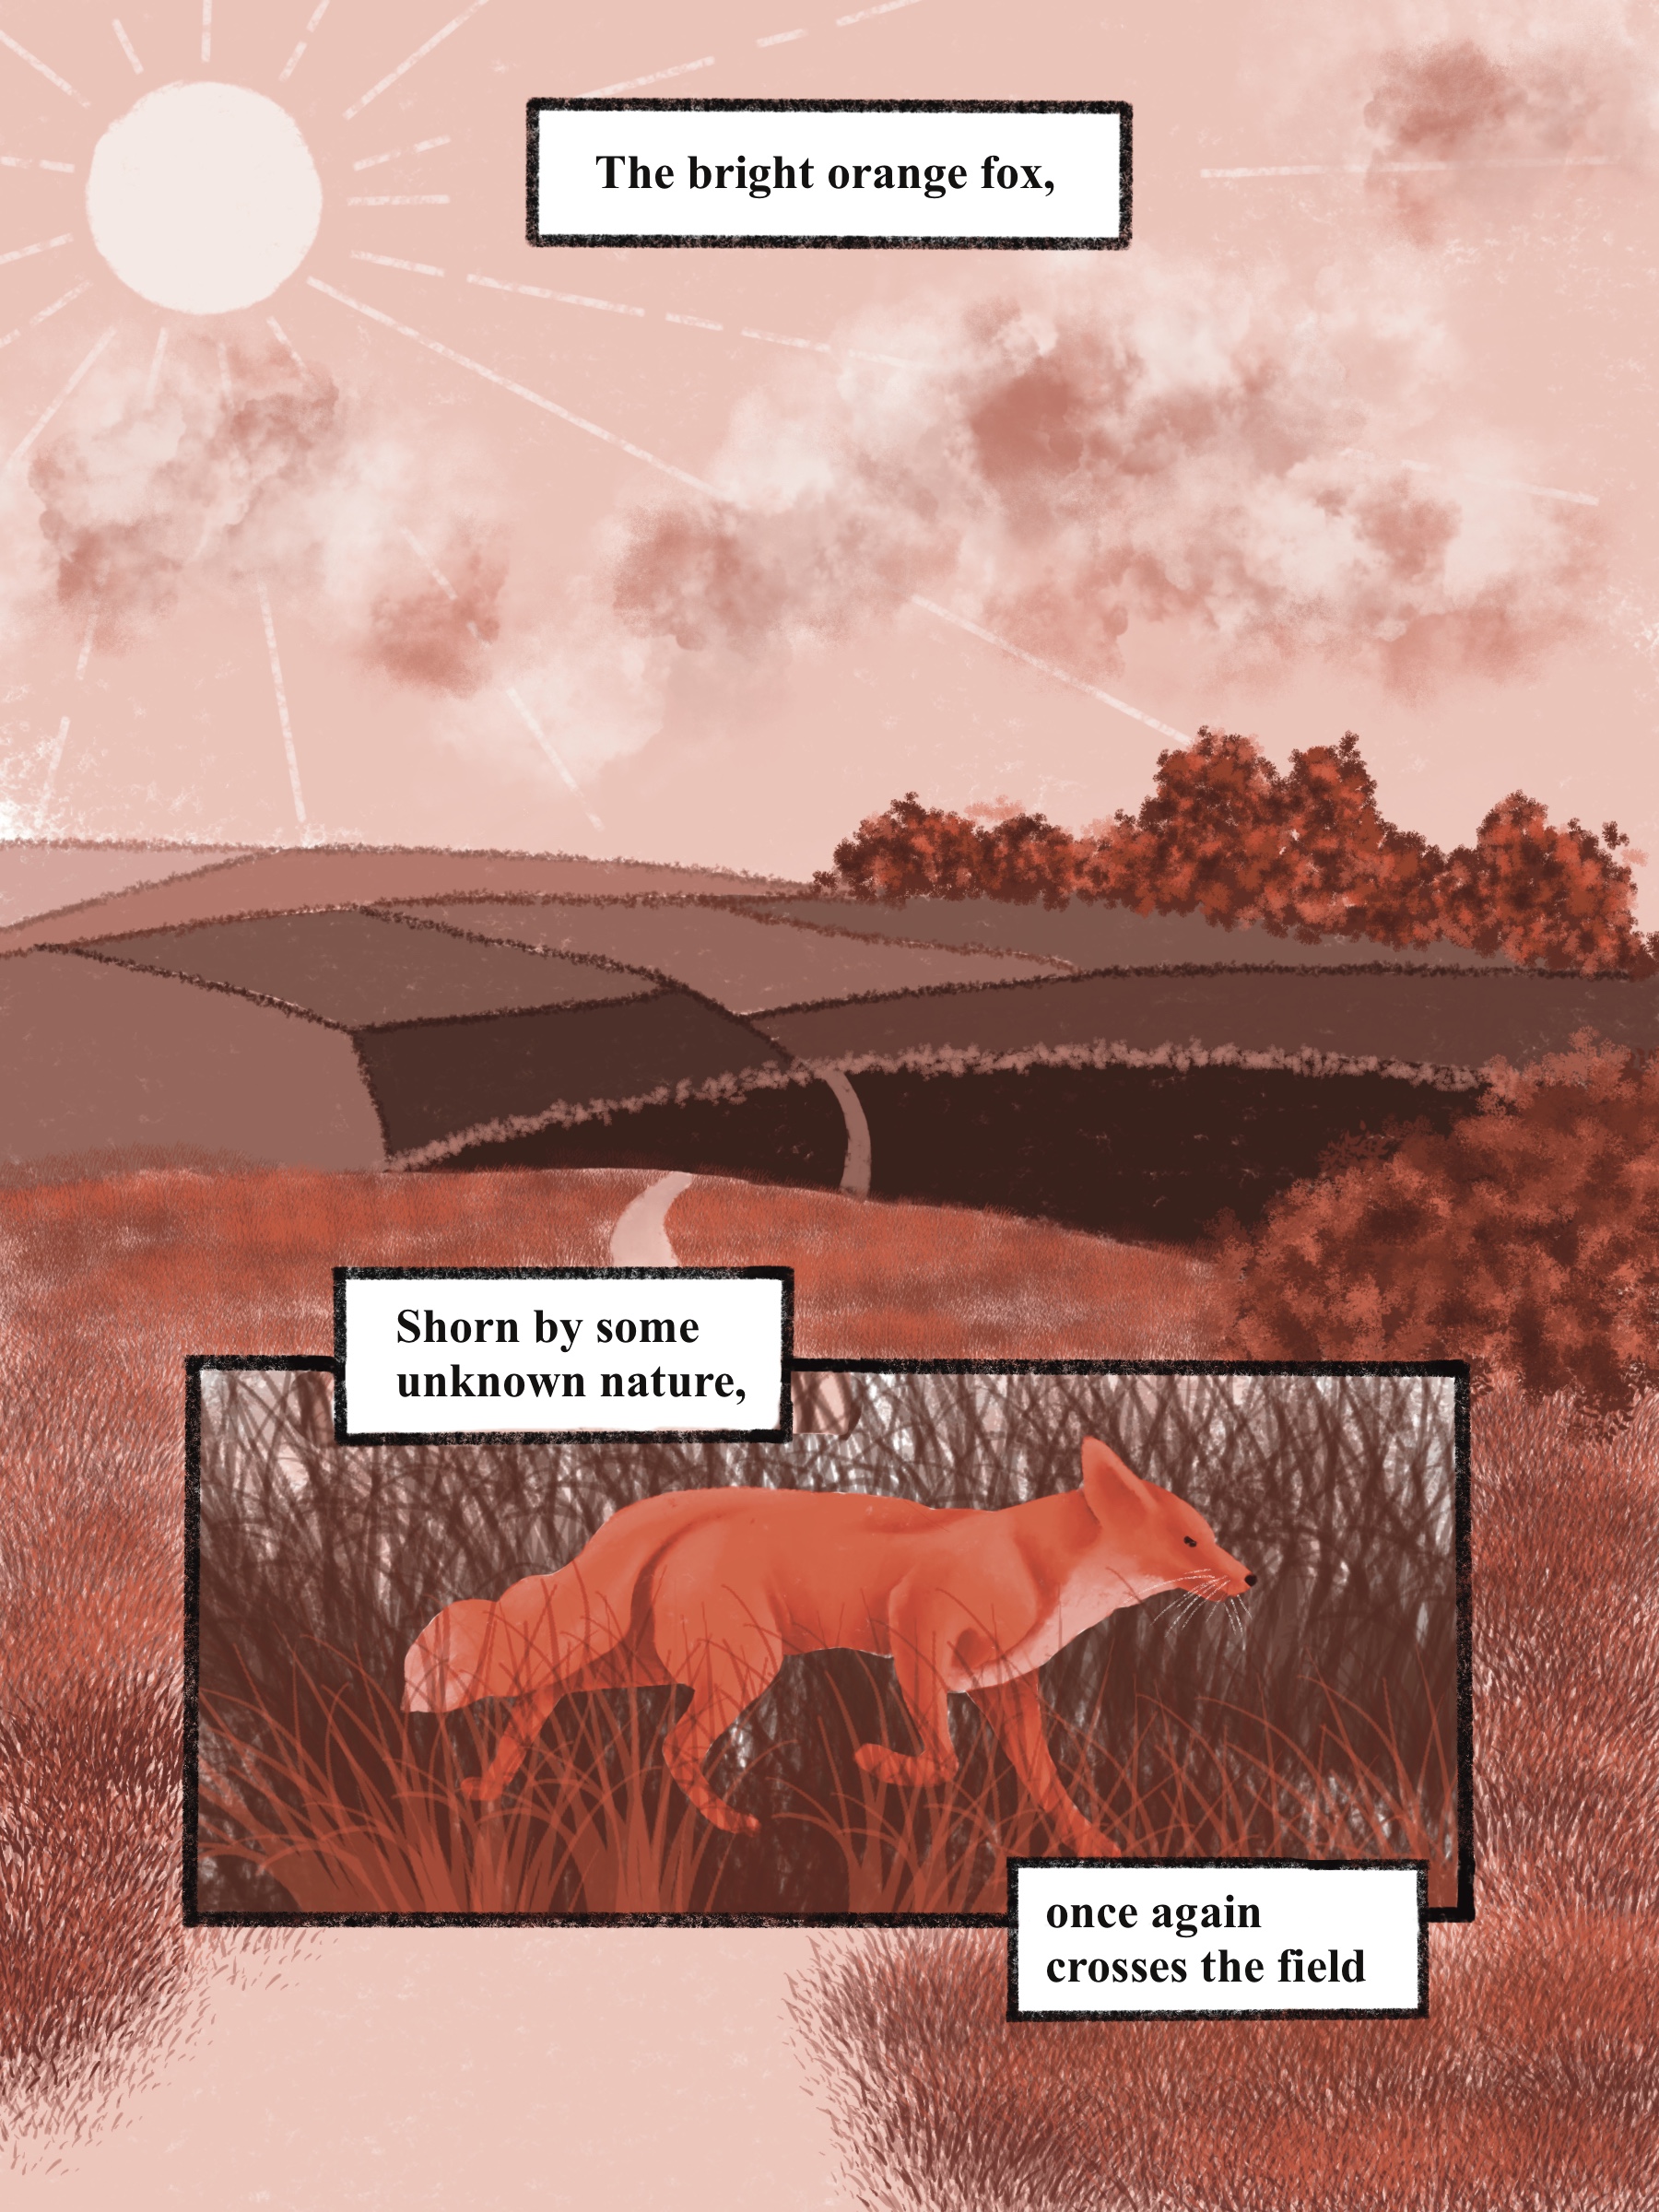 The bright orange fox,
Shorn by some
unknown nature,
once again
crosses the field